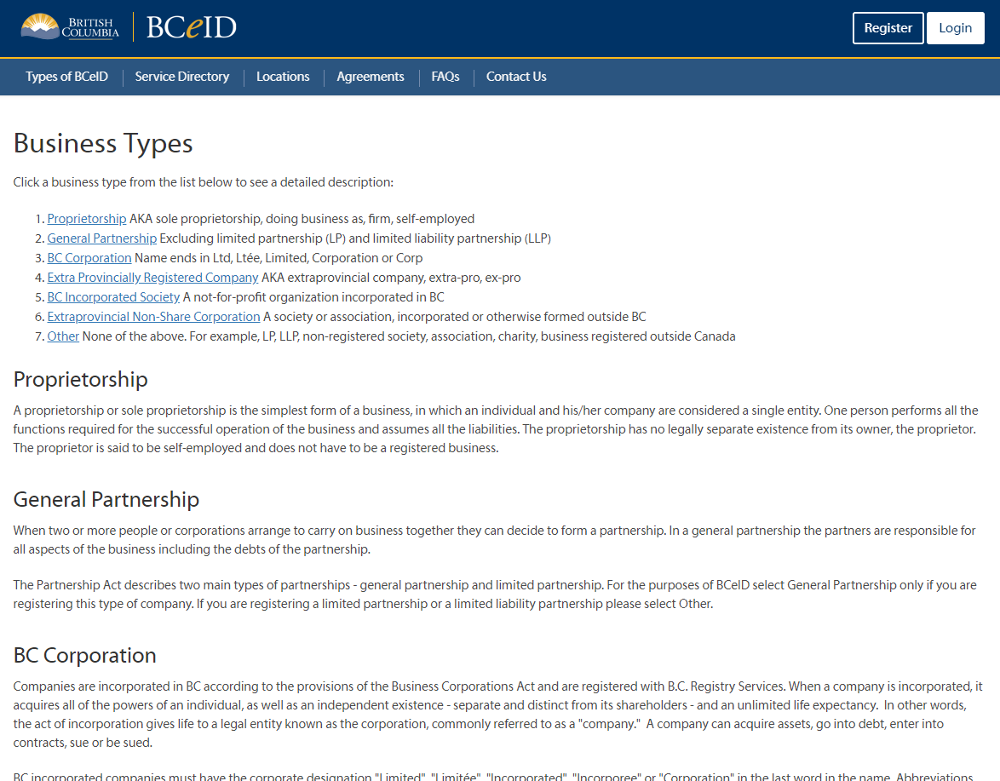 BRITISH
COLUMBIA
BCeID
Register
Login
Types of BCeID
Service Directory
Locations
Agreements
FAQs
Contact Us
Business Types
Click a business type from the list below to see a detailed description:
1. Proprietorship AKA sole proprietorship, doing business as, firm, self-employed
2. General Partnership Excluding limited partnership (LP) and limited liability partnership (LLP)
3. BC Corporation Name ends in Ltd, Ltée, Limited, Corporation or Corp
4. Extra Provincially Registered Company AKA extraprovincial company, extra-pro, ex-pro
5. BC Incorporated Society A not-for-profit organization incorporated in BC
6. Extraprovincial Non-Share Corporation A society or association, incorporated or otherwise formed outside BC
7. Other None of the above. For example, LP, LLP, non-registered society, association, charity, business registered outside Canada
Proprietorship
A proprietorship or sole proprietorship is the simplest form of a business, in which an individual and his/her company are considered a single entity. One person performs all the
functions required for the successful operation of the business and assumes all the liabilities. The proprietorship has no legally separate existence from its owner, the proprietor.
The proprietor is said to be self-employed and does not have to be a registered business.
General Partnership
When two or more people or corporations arrange to carry on business together they can decide to form a partnership. In a general partnership the partners are responsible for
all aspects of the business including the debts of the partnership.
The Partnership Act describes two main types of partnerships - general partnership and limited partnership. For the purposes of BCeID select General Partnership only if you are
registering this type of company. If you are registering a limited partnership or a limited liability partnership please select Other.
BC Corporation
Companies are incorporated in BC according to the provisions of the Business Corporations Act and are registered with B.C. Registry Services. When a company is incorporated, it
acquires all of the powers of an individual, as well as an independent existence - separate and distinct from its shareholders - and an unlimited life expectancy.  In other words,
the act of incorporation gives life to a legal entity known as the corporation, commonly referred to as a "company."  A company can acquire assets, go into debt, enter into
contracts, sue or be sued.
BC incorporated companies must have the corporate designation "Limited", "Limitée", "Incorporated", "Incorporee" or "Corporation" in the last word in the name. Abbreviations